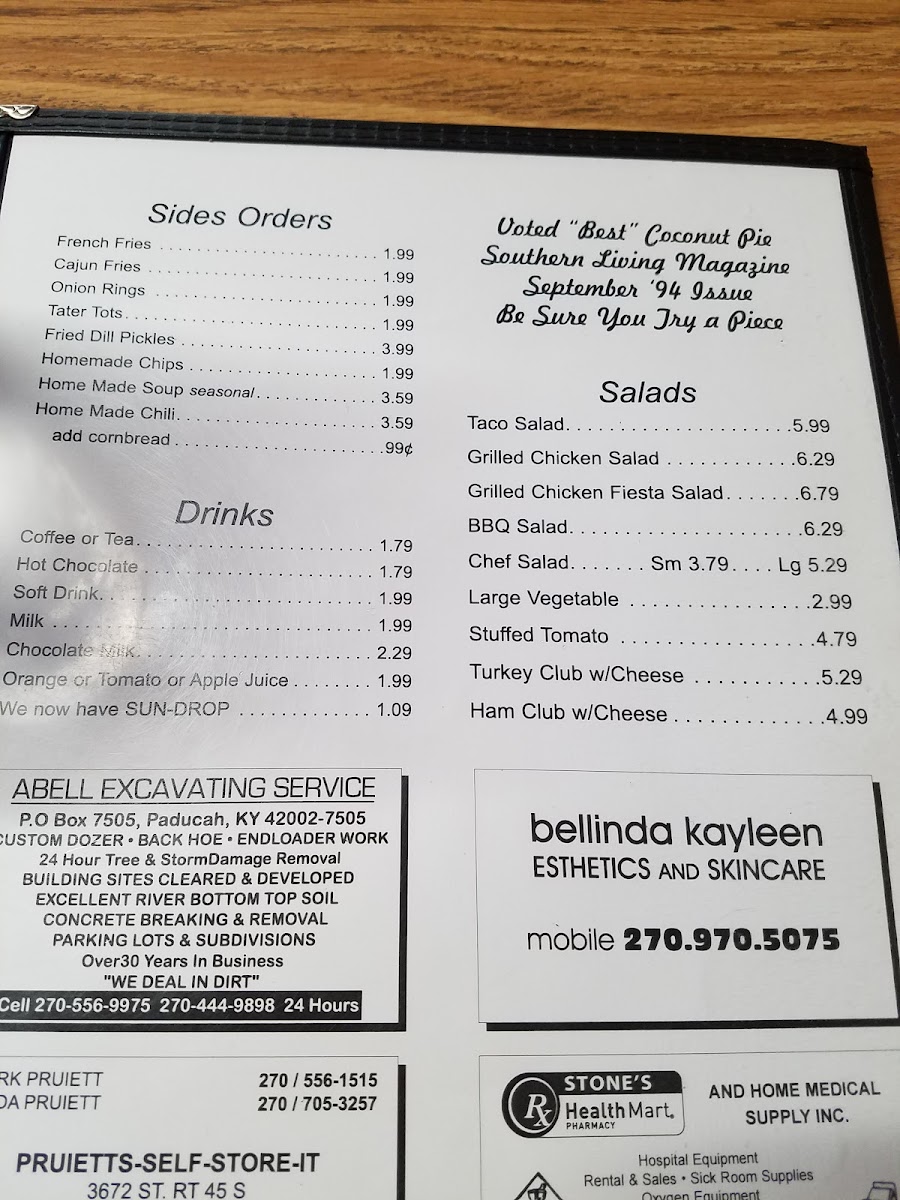 Sides Orders
French Fries . . . . . . . . . . . . . . . . . . . . . . . . 1.99
Cajun Fries . . . . . . . . . . . . . . . . . . . . . . . . . 1.99
Onion Rings . . . . . . . . . . . . . . . . . . . . . . . . 1.99
Tater Tots. . . . . . . . . . . . . . . . . . . . . . . . . . . 1.99
Fried Dill Pickles . . . . . . . . . . . . . . . . . . . . . 3.99
Homemade Chips . . . . . . . . . . . . . . . . . . . . 1.99
Home Made Soup seasonal. . . . . . . . . . . . . 3.59
Home Made Chili. . . . . . . . . . . . . . . . . . . . . . 3.59
add cornbread . . . . . . . . . . . . . . . . . . . . . . .99¢
Drinks
Coffee or Tea. . . . . . . . . . . . . . . . . . . . . . . . 1.79
Hot Chocolate . . . . . . . . . . . . . . . . . . . . . . . 1.79
Soft Drink. . . . . . . . . . . . . . . . . . . . . . . . . . . 1.99
Milk . . . . . . . . . . . . . . . . . . . . . . . . . . . . . . . 1.99
Chocolate Milk. . . . . . . . . . . . . . . . . . . . . . . 2.29
Orange or Tomato or Apple Juice . . . . . . . . 1.99
We now have SUN-DROP . . . . . . . . . . . . . 1.09
Voted "Best" Coconut Pie
Southern Living Magazine
September '94 Issue
Be Sure You Try a Piece
Salads
Taco Salad. . . . . . . . . . . . . . . . . . . . .5.99
Grilled Chicken Salad . . . . . . . . . . . .6.29
Grilled Chicken Fiesta Salad. . . . . . .6.79
BBQ Salad. . . . . . . . . . . . . . . . . . . . .6.29
Chef Salad. . . . . . . Sm 3.79. . . . Lg 5.29
Large Vegetable . . . . . . . . . . . . . . . .2.99
Stuffed Tomato . . . . . . . . . . . . . . . . .4.79
Turkey Club w/Cheese . . . . . . . . . . .5.29
Ham Club w/Cheese . . . . . . . . . . . . .4.99
ABELL EXCAVATING SERVICE
P.O Box 7505, Paducah, KY 42002-7505
CUSTOM DOZER • BACK HOE • ENDLOADER WORK
24 Hour Tree & StormDamage Removal
BUILDING SITES CLEARED & DEVELOPED
EXCELLENT RIVER BOTTOM TOP SOIL
CONCRETE BREAKING & REMOVAL
PARKING LOTS & SUBDIVISIONS
Over30 Years In Business
"WE DEAL IN DIRT"
Cell 270-556-9975 270-444-9898 24 Hours
bellinda kayleen
ESTHETICS AND SKINCARE
mobile 270.970.5075
RK PRUIETT 270 / 556-1515
DA PRUIETT 270 / 705-3257
PRUIETTS-SELF-STORE-IT
3672 ST. RT 45 S
Rx
STONE'S
HealthMart®
PHARMACY
AND HOME MEDICAL
SUPPLY INC.
Hospital Equipment
Rental & Sales • Sick Room Supplies
Oxygen Equipment